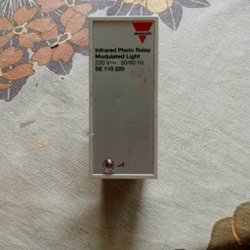 Infrared Photo Relay
Modulated Light
220 V~ 50/60 Hz
SE 110 220